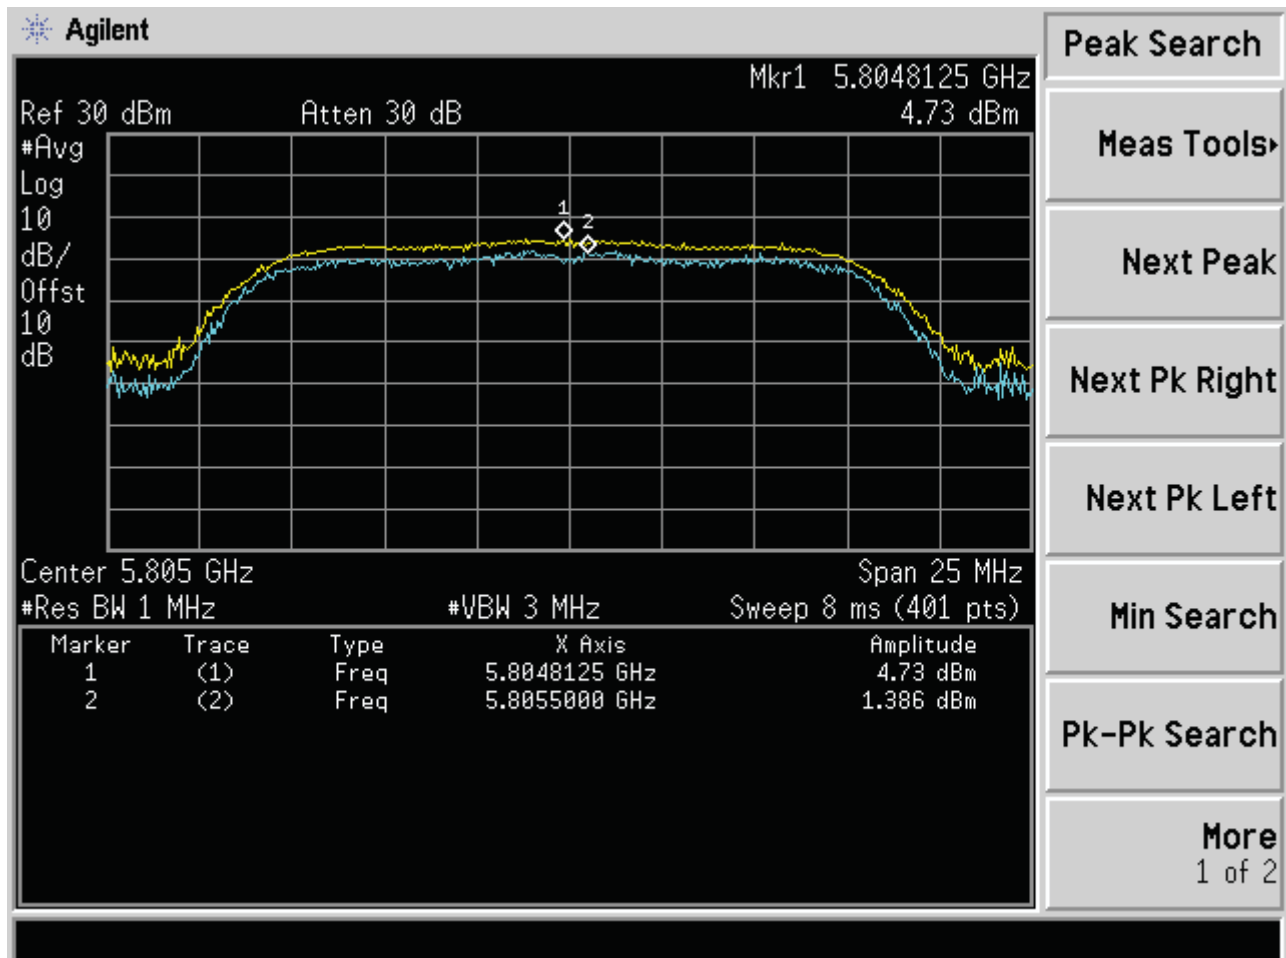 Agilent
Peak Search
Mkr1 5.8048125 GHz
Ref 30 dBm Atten 30 dB 4.73 dBm
#Avg
Log
10
dB/
Offst
10
dB
1
2
Center 5.805 GHz Span 25 MHz
#Res BW 1 MHz #VBW 3 MHz Sweep 8 ms (401 pts)
Marker Trace Type X Axis Amplitude
1 (1) Freq 5.8048125 GHz 4.73 dBm
2 (2) Freq 5.8055000 GHz 1.386 dBm
Meas Tools
Next Peak
Next Pk Right
Next Pk Left
Min Search
Pk-Pk Search
More
1 of 2